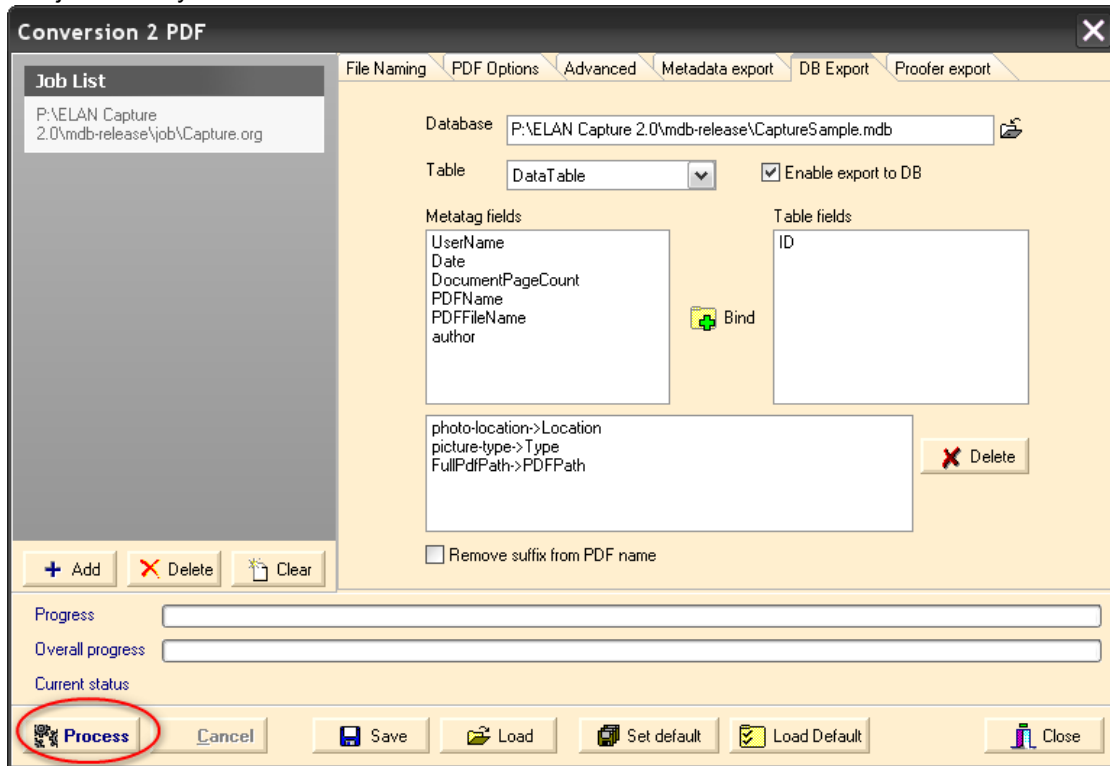 Conversion 2 PDF
Job List
P:\ELAN Capture
2.0\mdb-release\job\Capture.org
File Naming PDF Options Advanced Metadata export DB Export Proofer export
Database P:\ELAN Capture 2.0\mdb-release\CaptureSample.mdb
Table DataTable Enable export to DB
Metatag fields Table fields
UserName ID
Date
DocumentPageCount
PDFName
PDFFileName
author
Bind
photo-location->Location
picture-type->Type
FullPdfPath->PDFPath
Delete
Remove suffix from PDF name
Add Delete Clear
Progress
Overall progress
Current status
Process Cancel Save Load Set default Load Default Close